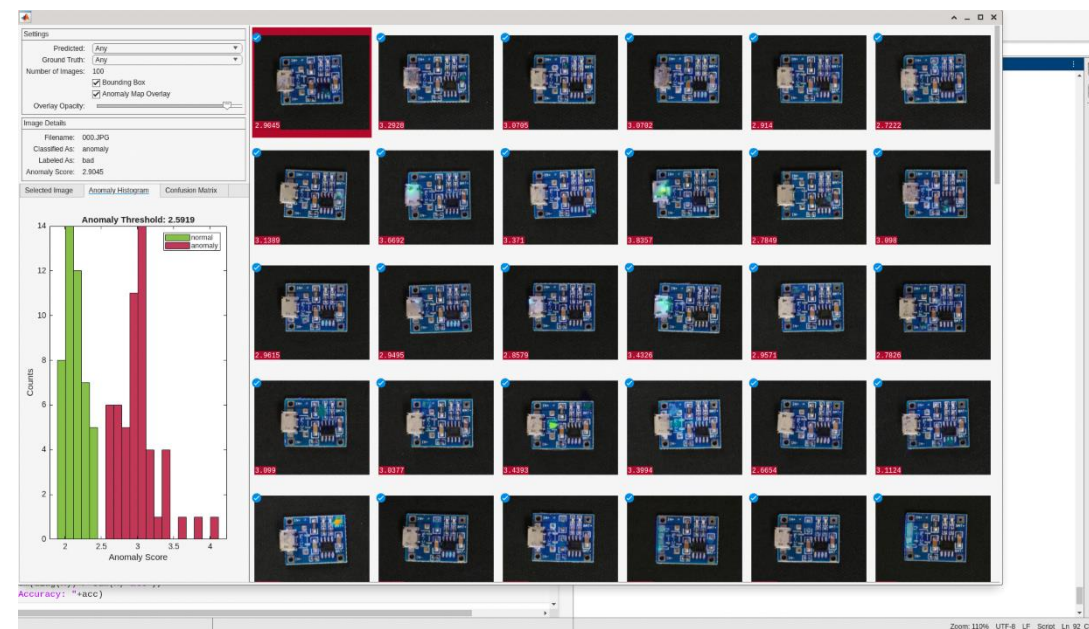 Settings
Predicted: Any
Ground Truth: Any
Number of Images: 100
Bounding Box
Anomaly Map Overlay
Overlay Opacity:
Image Details
Filename: 000.JPG
Classified As: anomaly
Labeled As: bad
Anomaly Score: 2.9045
Selected Image Anomaly Histogram Confusion Matrix
Anomaly Threshold: 2.5919
normal
anomaly
14
12
10
8
6
4
2
0
Counts
2 2.5 3 3.5 4
Anomaly Score
2.9045 3.2928 3.0705 3.0792 2.914 2.7222
3.1389 3.6692 3.371 3.8357 2.7849 3.098
2.9615 2.9495 2.8579 3.4326 2.9571 2.7826
3.099 3.0377 3.4393 3.3994 2.6654 3.1124
Accuracy: "+acc)
Zoom: 110% UTF-8 LF Script Ln 92